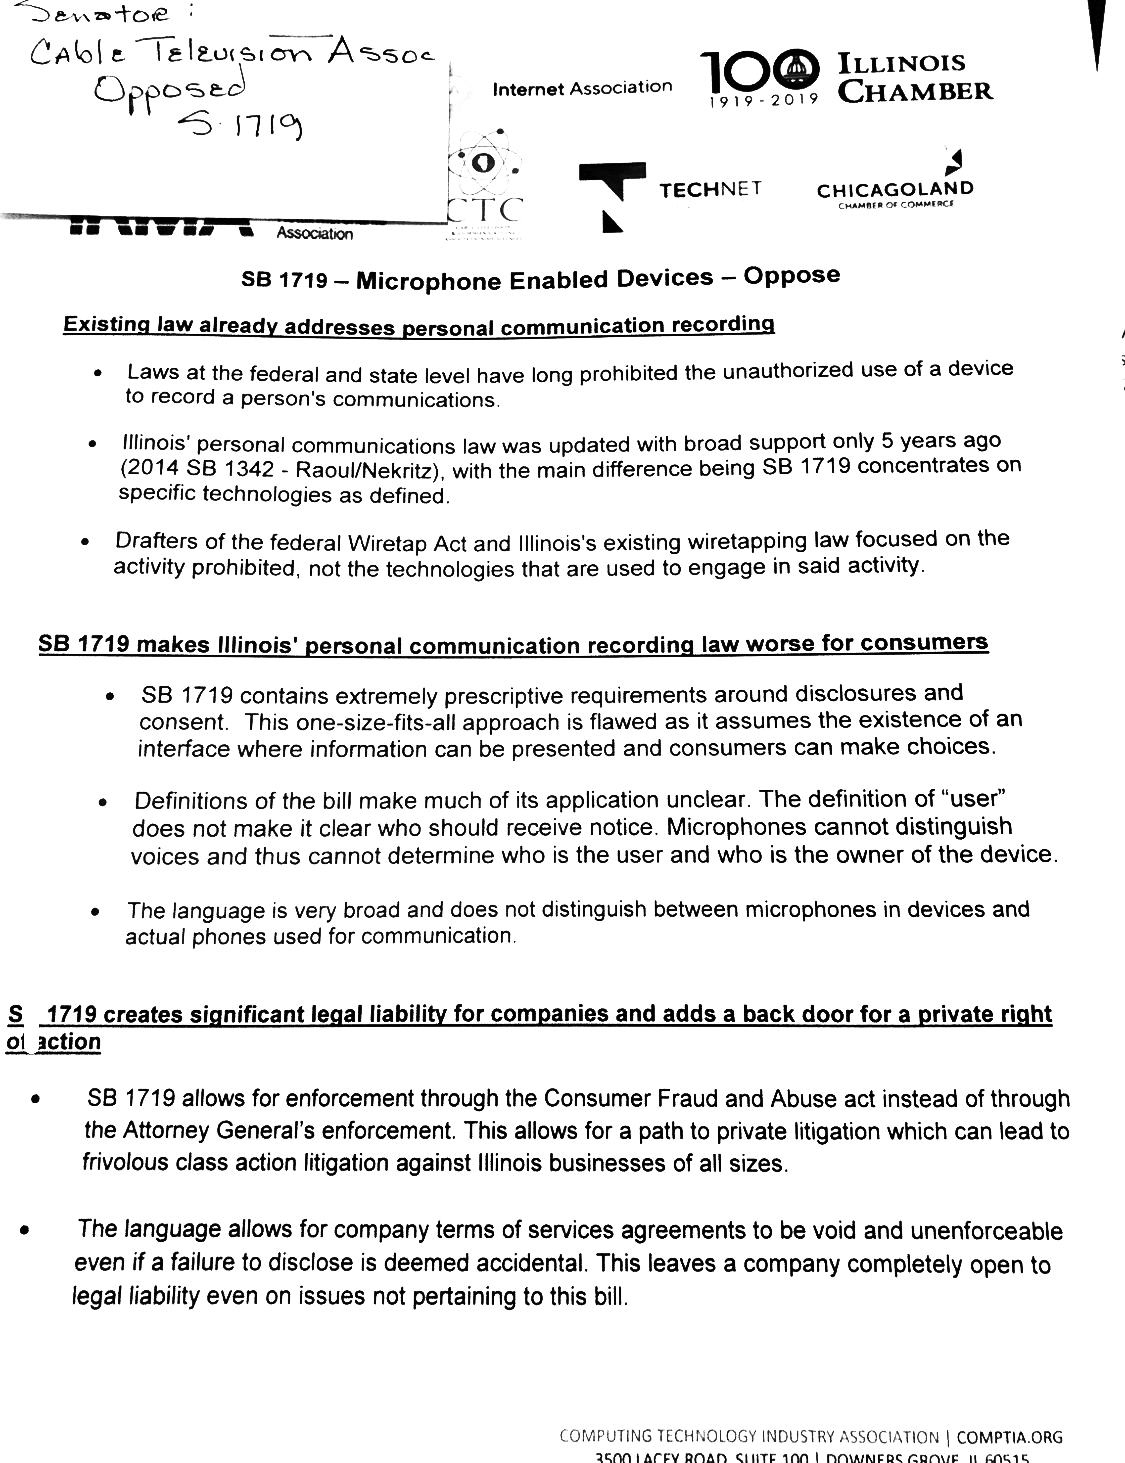 Senator :
Cable Television Assoc
Opposed
S. 1719
Internet Association
100
1919-2019
ILLINOIS
CHAMBER
CTC
TECHNET
CHICAGOLAND
CHAMBER OF COMMERCE
Association
SB 1719 – Microphone Enabled Devices – Oppose
Existing law already addresses personal communication recording
• Laws at the federal and state level have long prohibited the unauthorized use of a device
to record a person's communications.
• Illinois' personal communications law was updated with broad support only 5 years ago
(2014 SB 1342 - Raoul/Nekritz), with the main difference being SB 1719 concentrates on
specific technologies as defined.
• Drafters of the federal Wiretap Act and Illinois's existing wiretapping law focused on the
activity prohibited, not the technologies that are used to engage in said activity.
SB 1719 makes Illinois' personal communication recording law worse for consumers
• SB 1719 contains extremely prescriptive requirements around disclosures and
consent. This one-size-fits-all approach is flawed as it assumes the existence of an
interface where information can be presented and consumers can make choices.
• Definitions of the bill make much of its application unclear. The definition of “user”
does not make it clear who should receive notice. Microphones cannot distinguish
voices and thus cannot determine who is the user and who is the owner of the device.
• The language is very broad and does not distinguish between microphones in devices and
actual phones used for communication.
S 1719 creates significant legal liability for companies and adds a back door for a private right
of action
• SB 1719 allows for enforcement through the Consumer Fraud and Abuse act instead of through
the Attorney General's enforcement. This allows for a path to private litigation which can lead to
frivolous class action litigation against Illinois businesses of all sizes.
• The language allows for company terms of services agreements to be void and unenforceable
even if a failure to disclose is deemed accidental. This leaves a company completely open to
legal liability even on issues not pertaining to this bill.
COMPUTING TECHNOLOGY INDUSTRY ASSOCIATION | COMPTIA.ORG
3500 LACEY ROAD, SUITE 100 | DOWNERS GROVE, IL 60515